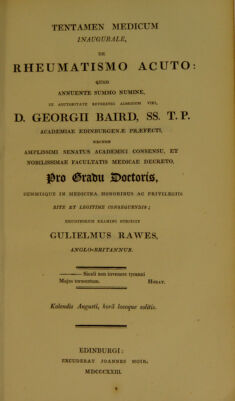 TENTAMEN MEDICUM
INAUGURALE,
DE
RHEUMATISMO ACUTO:
QUOD
ANNUENTE SUMMO NUMINE,
EX AUCTORITATE REVERENDI ADMODUM VIRI,
D. GEORGII BAIRD, SS. T. P.
ACADEMIAE EDINBURGENÆ PRÆFECTI,
NECNON
AMPLISSIMI SENATUS ACADEMICI CONSENSU, ET
NOBILISSIMAE FACULTATIS MEDICAE DECRETO,
Pro Gradu Doctoris,
SUMMISQUE IN MEDICINA HONORIBUS AC PRIVILEGIIS
RITE ET LEGITIME CONSEQUENDIS;
ERUDITORUM EXAMINI SUBJICIT
GULIELMUS RAWES,
ANGLO-BRITANNUS.
Siculi non invenere tyranni
Majus tormentum. HORAT.
Kalendis Augusti, horâ locoque solitis.
EDINBURGI:
EXCUDEBAT JOANNES MOIR,
MDCCCXXIII.